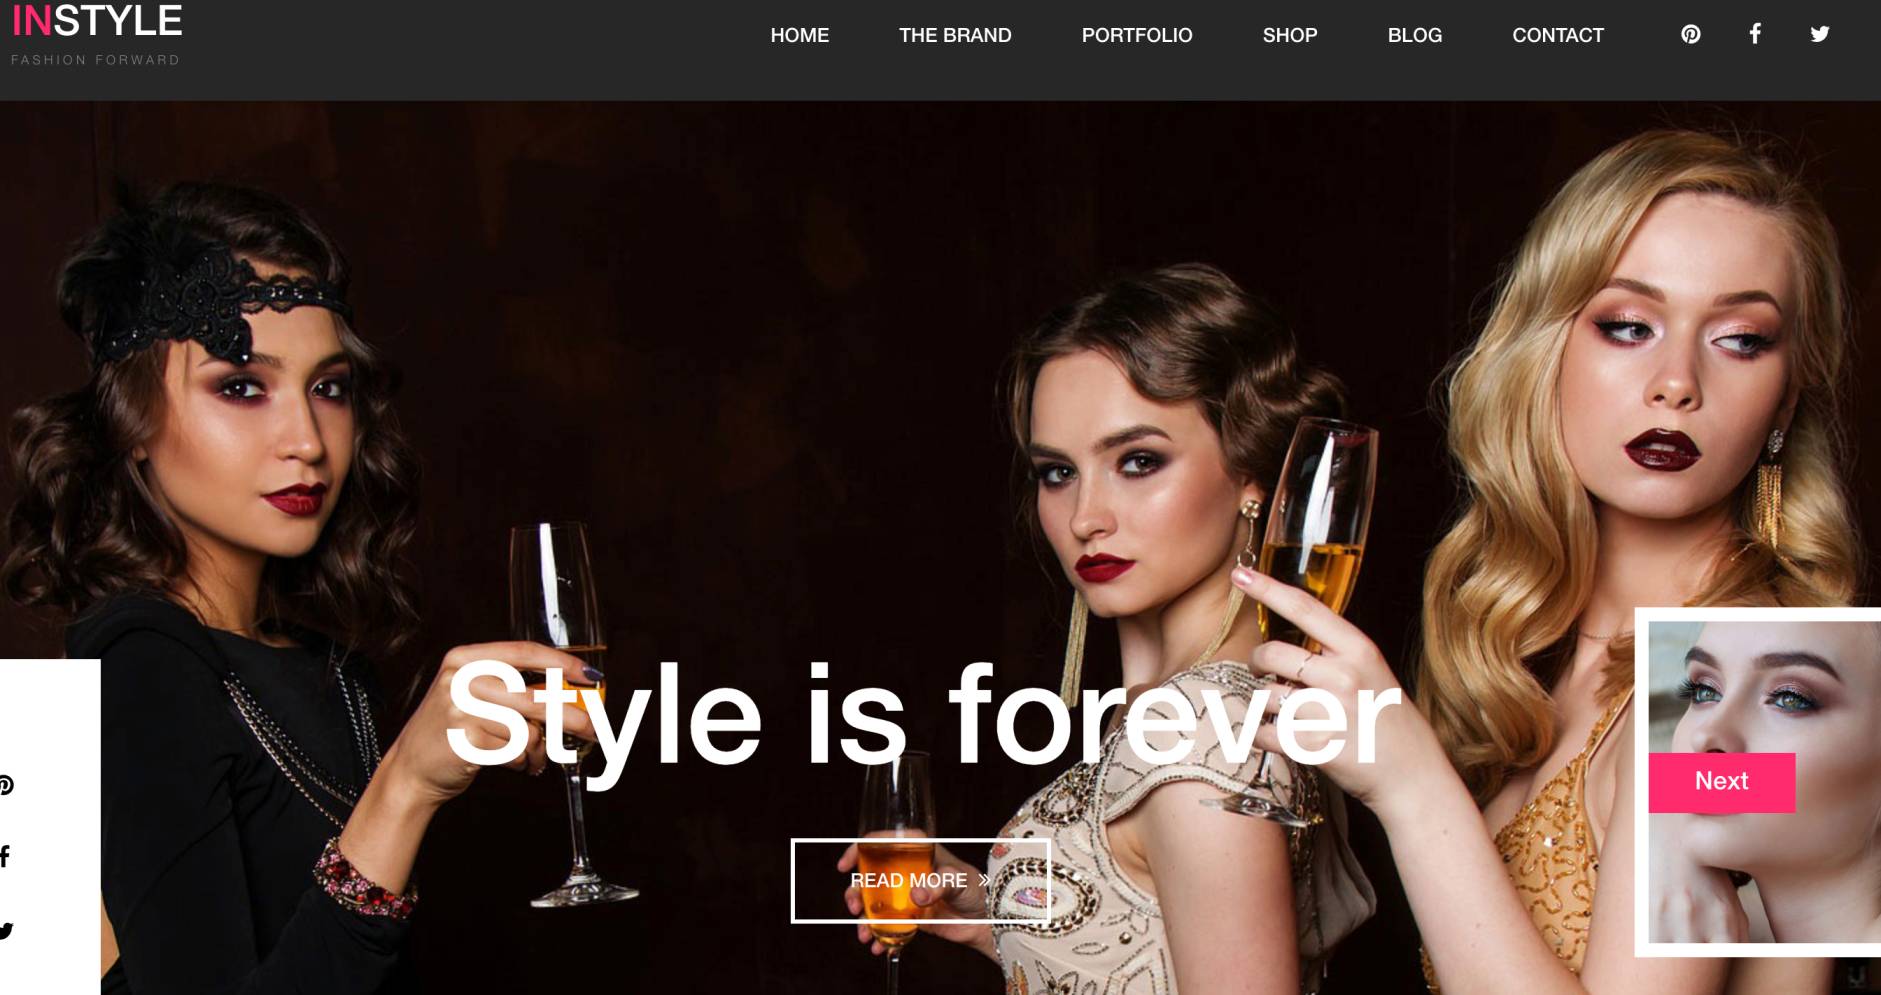 INSTYLE
FASHION FORWARD
HOME THE BRAND PORTFOLIO SHOP BLOG CONTACT
Style is forever
Next
READ MORE »